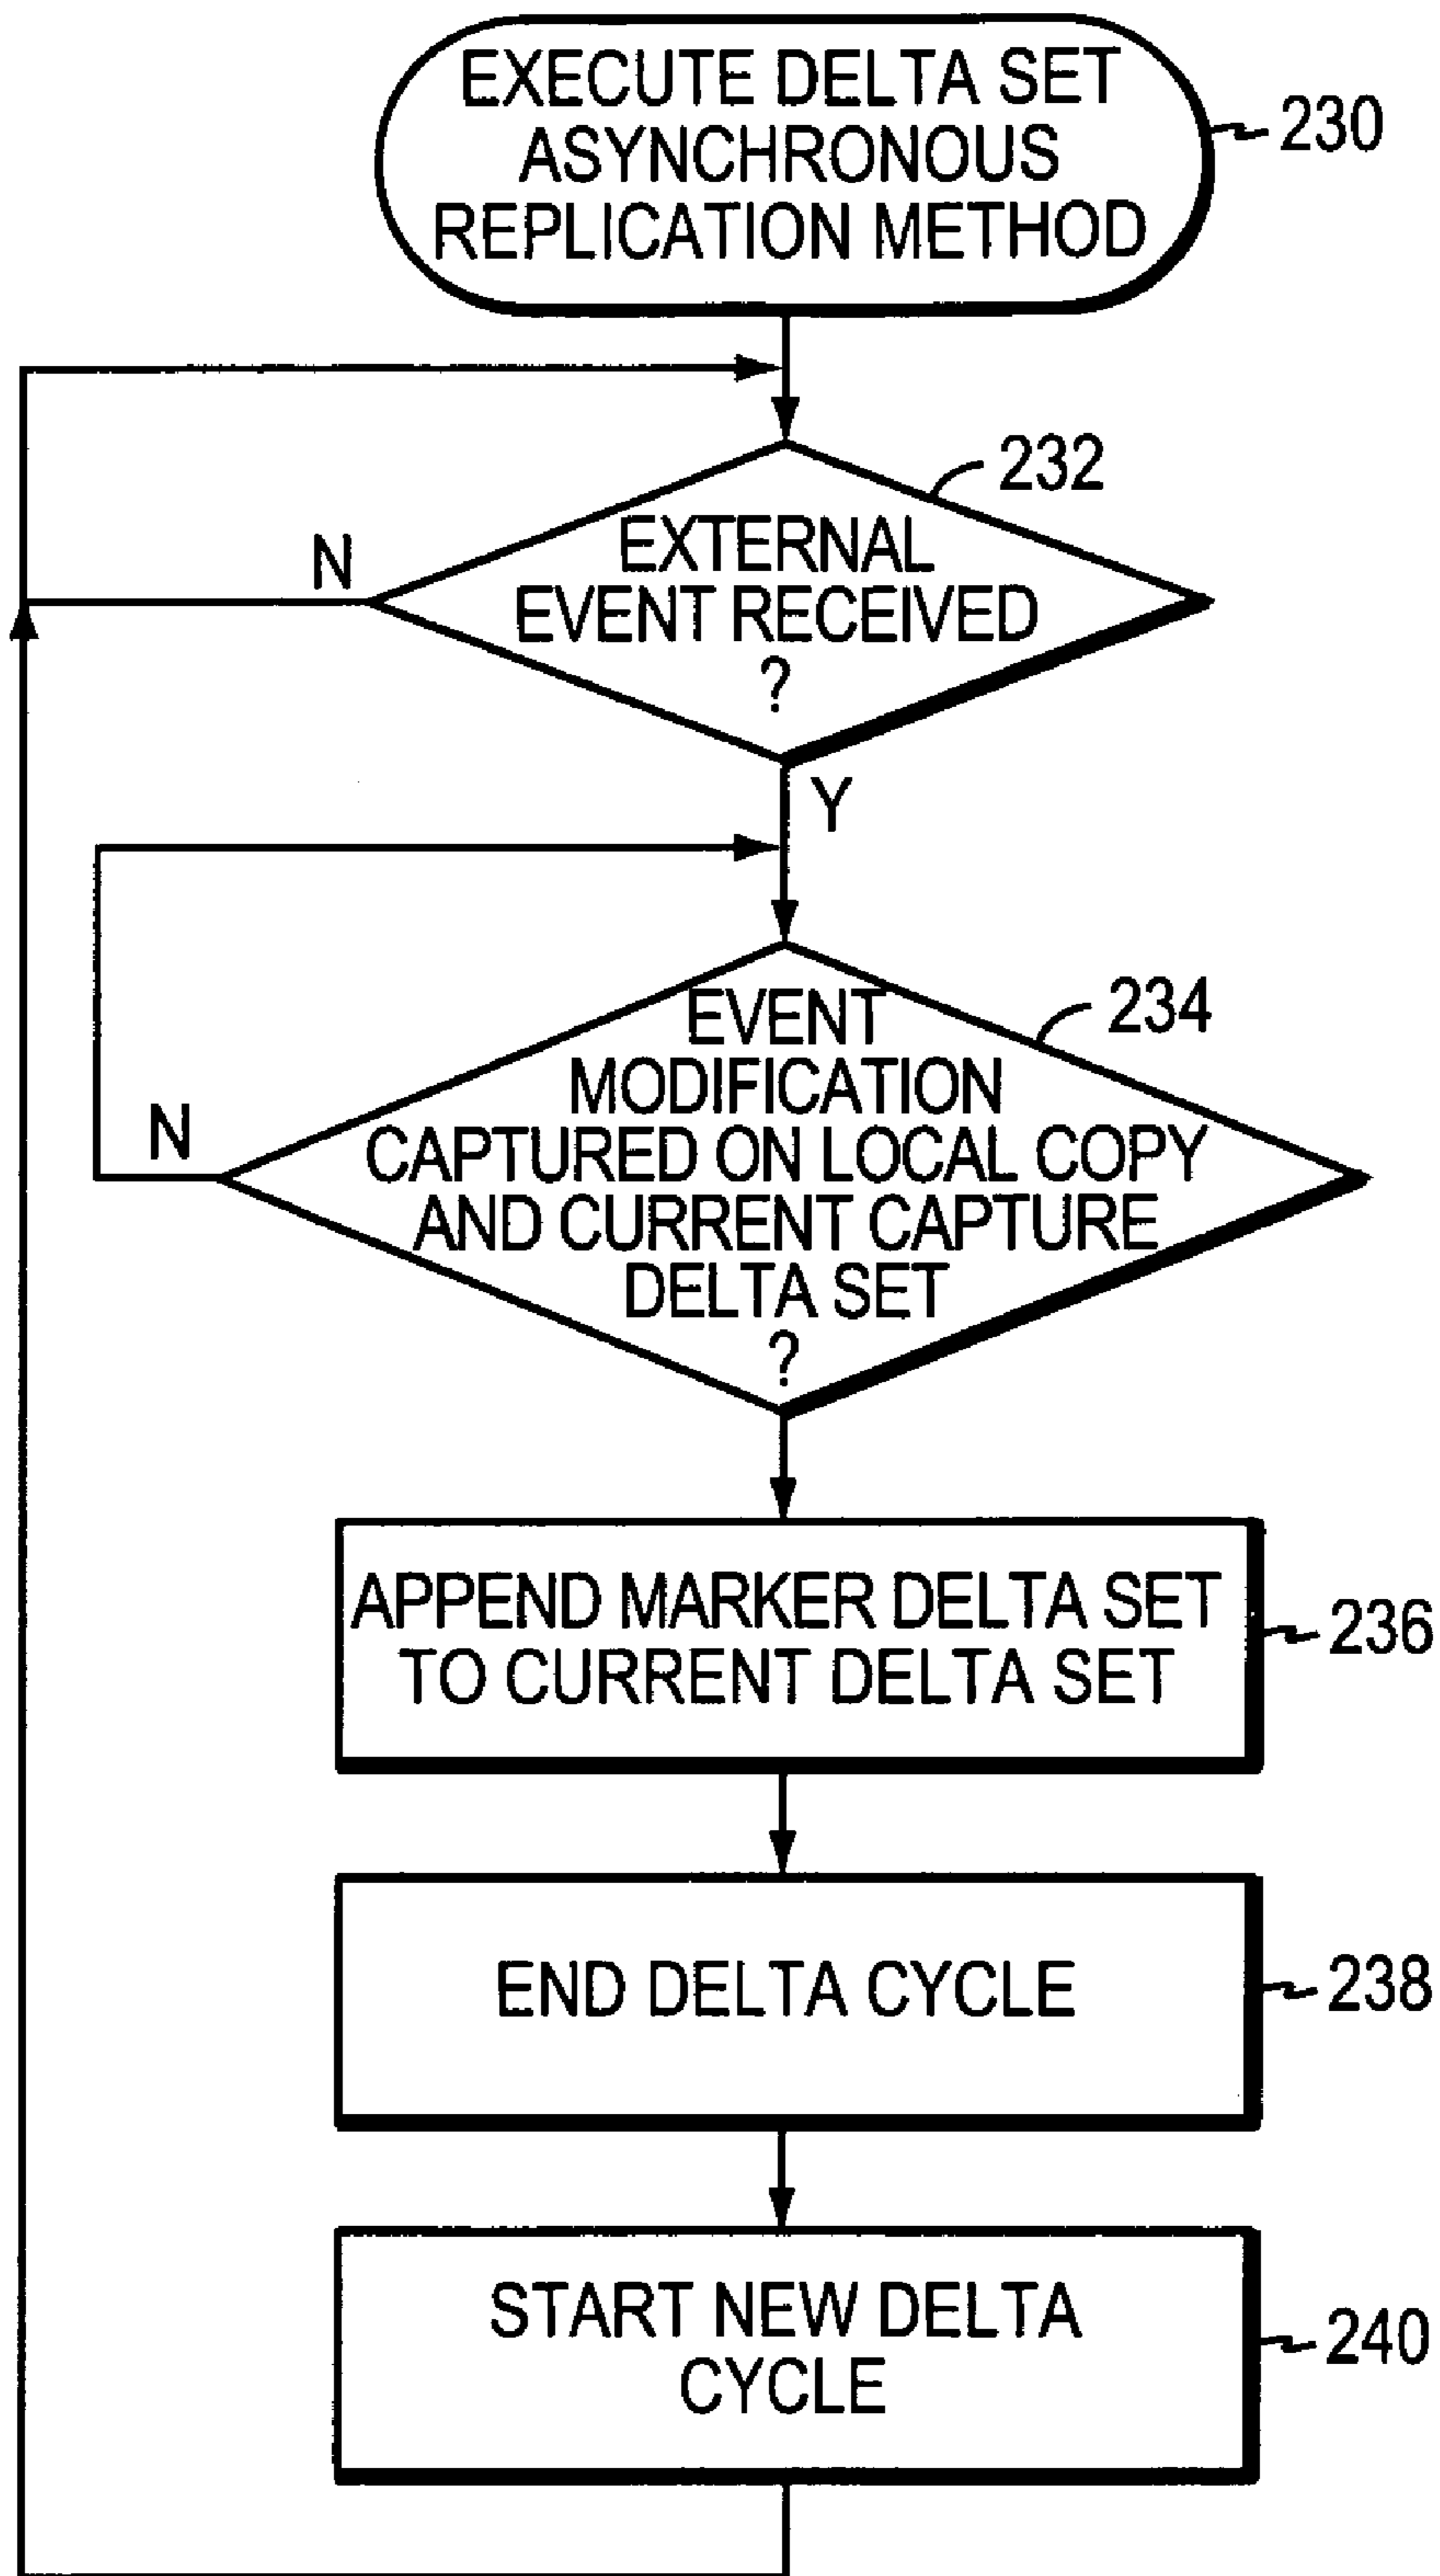 EXECUTE DELTA SET
ASYNCHRONOUS
REPLICATION METHOD
230
232
EXTERNAL
EVENT RECEIVED
?
N
Y
234
EVENT
MODIFICATION
CAPTURED ON LOCAL COPY
AND CURRENT CAPTURE
DELTA SET
?
N
APPEND MARKER DELTA SET
TO CURRENT DELTA SET
236
END DELTA CYCLE
238
START NEW DELTA
CYCLE
240